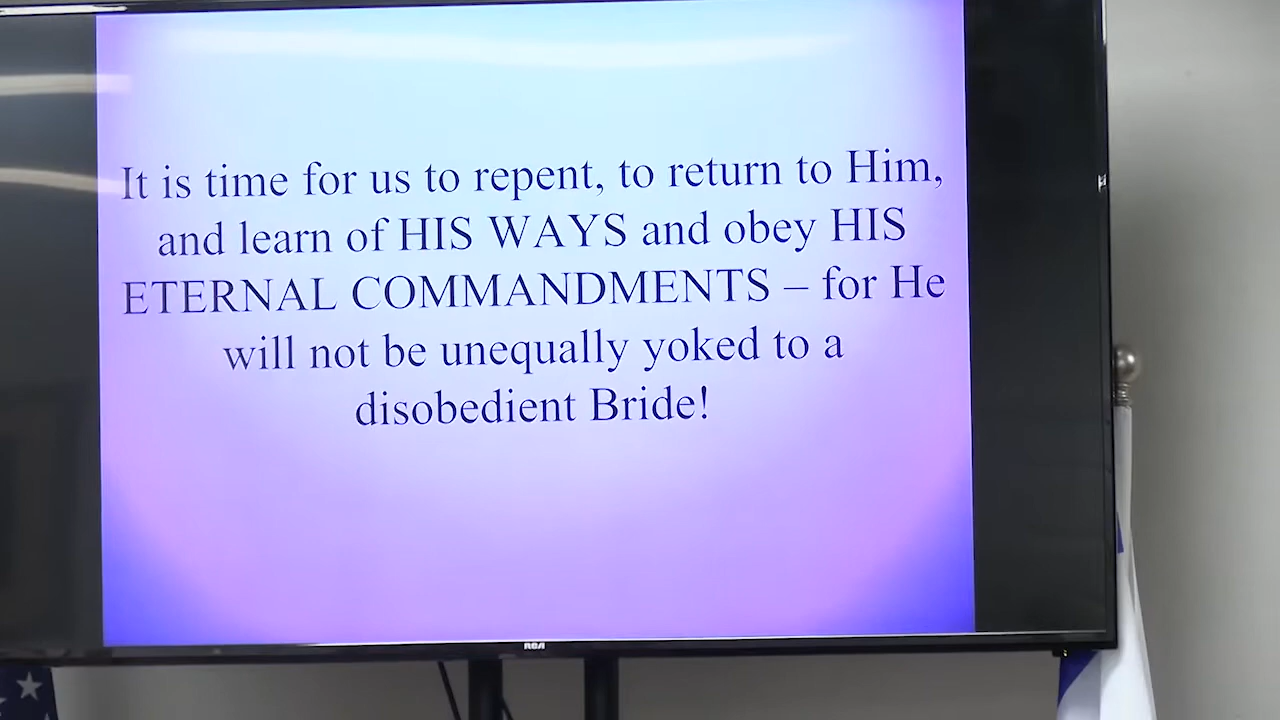 It is time for us to repent, to return to Him,
and learn of HIS WAYS and obey HIS
ETERNAL COMMANDMENTS – for He
will not be unequally yoked to a
disobedient Bride!
RCA